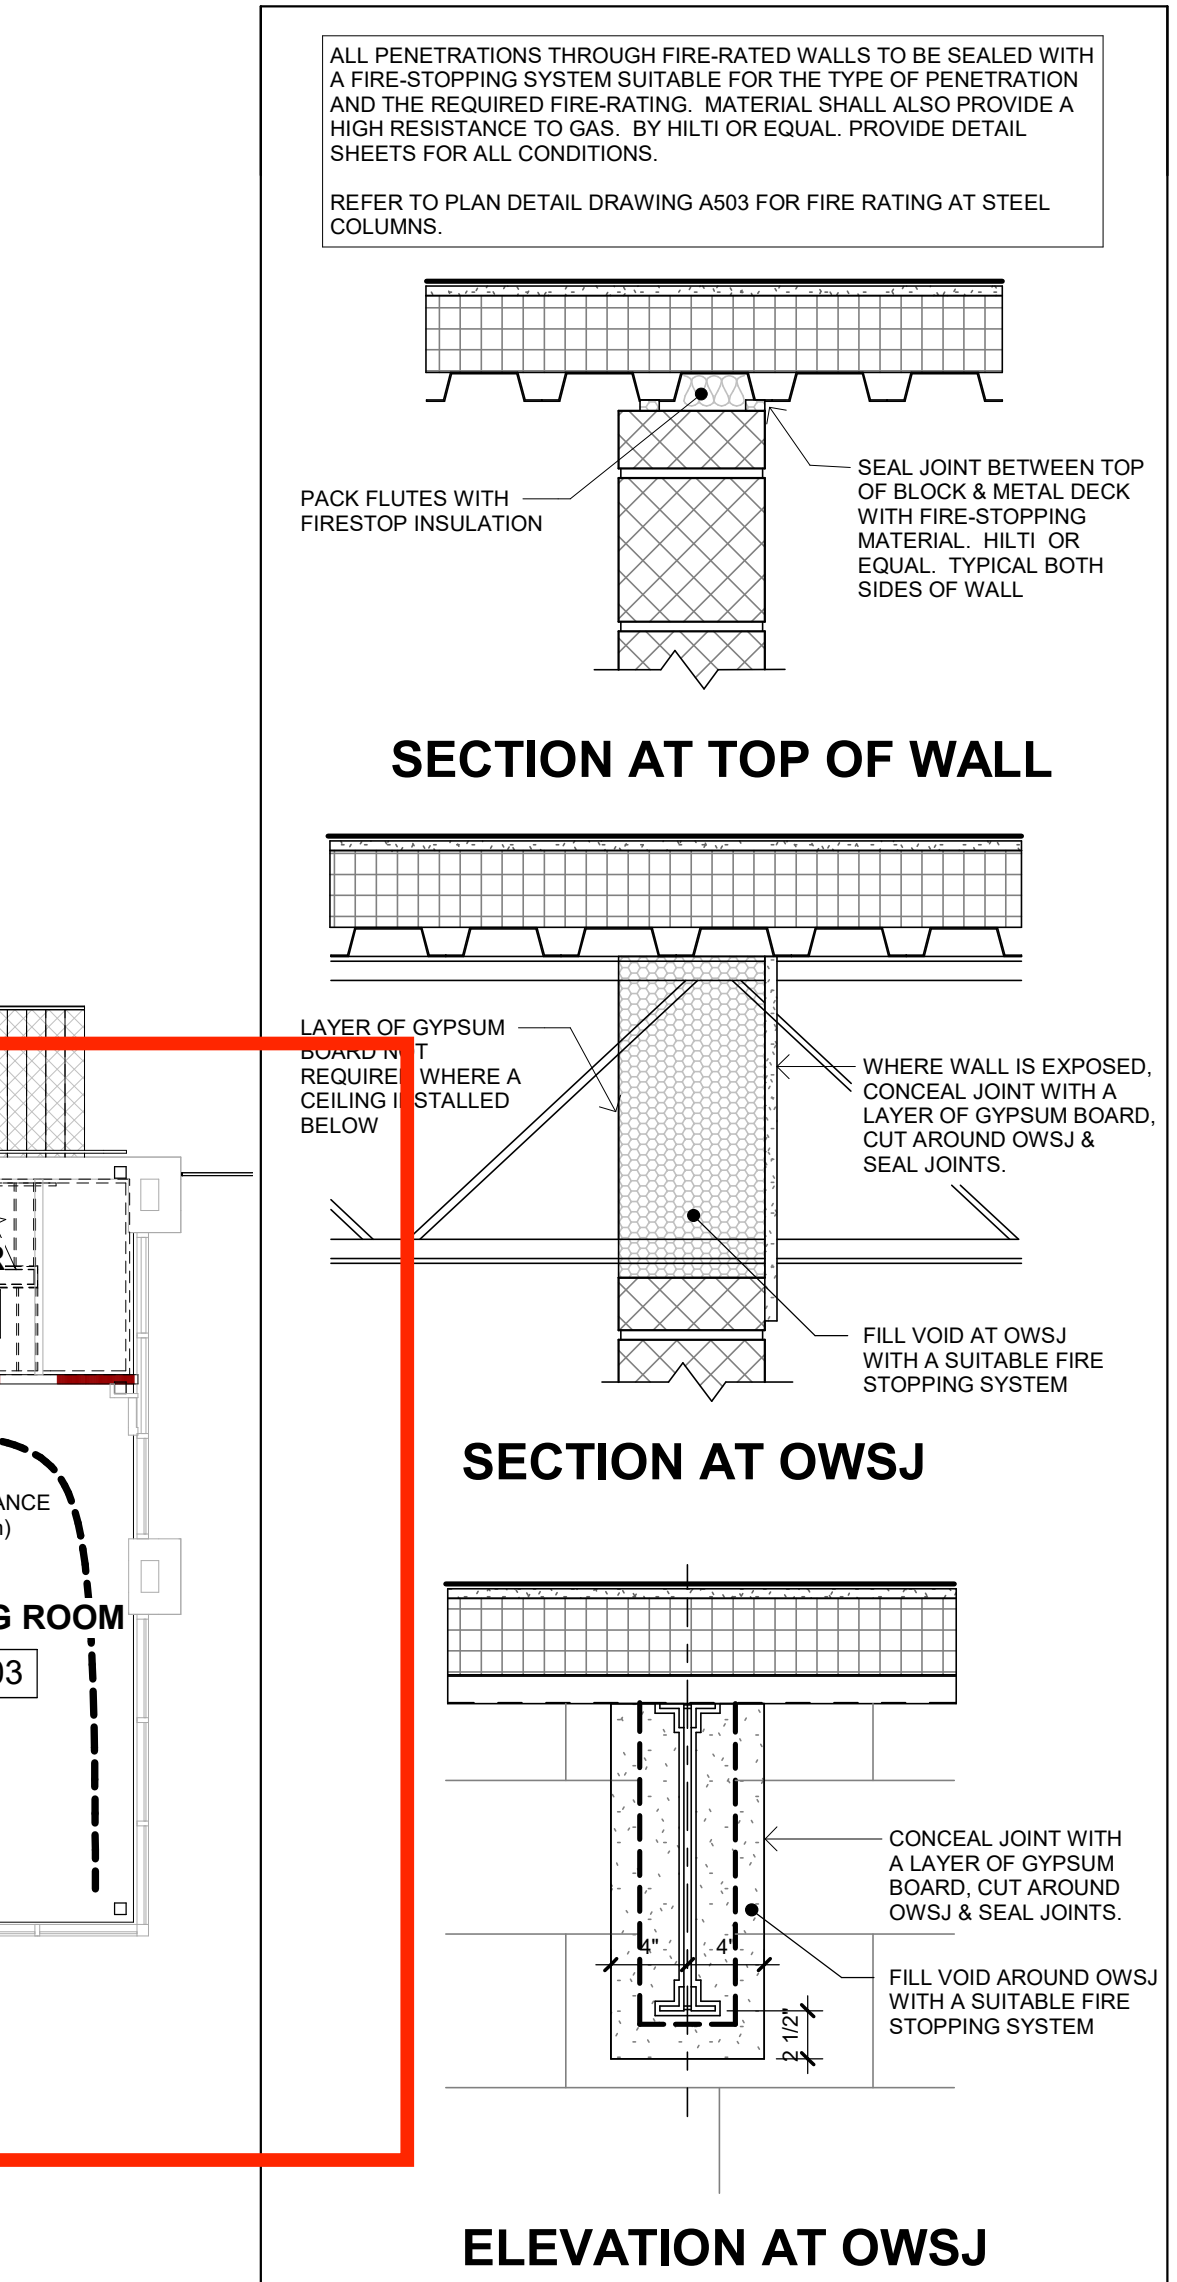 ALL PENETRATIONS THROUGH FIRE-RATED WALLS TO BE SEALED WITH
A FIRE-STOPPING SYSTEM SUITABLE FOR THE TYPE OF PENETRATION
AND THE REQUIRED FIRE-RATING. MATERIAL SHALL ALSO PROVIDE A
HIGH RESISTANCE TO GAS. BY HILTI OR EQUAL. PROVIDE DETAIL
SHEETS FOR ALL CONDITIONS.
REFER TO PLAN DETAIL DRAWING A503 FOR FIRE RATING AT STEEL
COLUMNS.
PACK FLUTES WITH
FIRESTOP INSULATION
SEAL JOINT BETWEEN TOP
OF BLOCK & METAL DECK
WITH FIRE-STOPPING
MATERIAL. HILTI OR
EQUAL. TYPICAL BOTH
SIDES OF WALL
SECTION AT TOP OF WALL
LAYER OF GYPSUM
BOARD NOT
REQUIRED WHERE A
CEILING INSTALLED
BELOW
WHERE WALL IS EXPOSED,
CONCEAL JOINT WITH A
LAYER OF GYPSUM BOARD,
CUT AROUND OWSJ &
SEAL JOINTS.
FILL VOID AT OWSJ
WITH A SUITABLE FIRE
STOPPING SYSTEM
SECTION AT OWSJ
ANCE
)
G ROOM
03
CONCEAL JOINT WITH
A LAYER OF GYPSUM
BOARD, CUT AROUND
OWSJ & SEAL JOINTS.
4" 4"
FILL VOID AROUND OWSJ
WITH A SUITABLE FIRE
STOPPING SYSTEM
2 1/2"
ELEVATION AT OWSJ